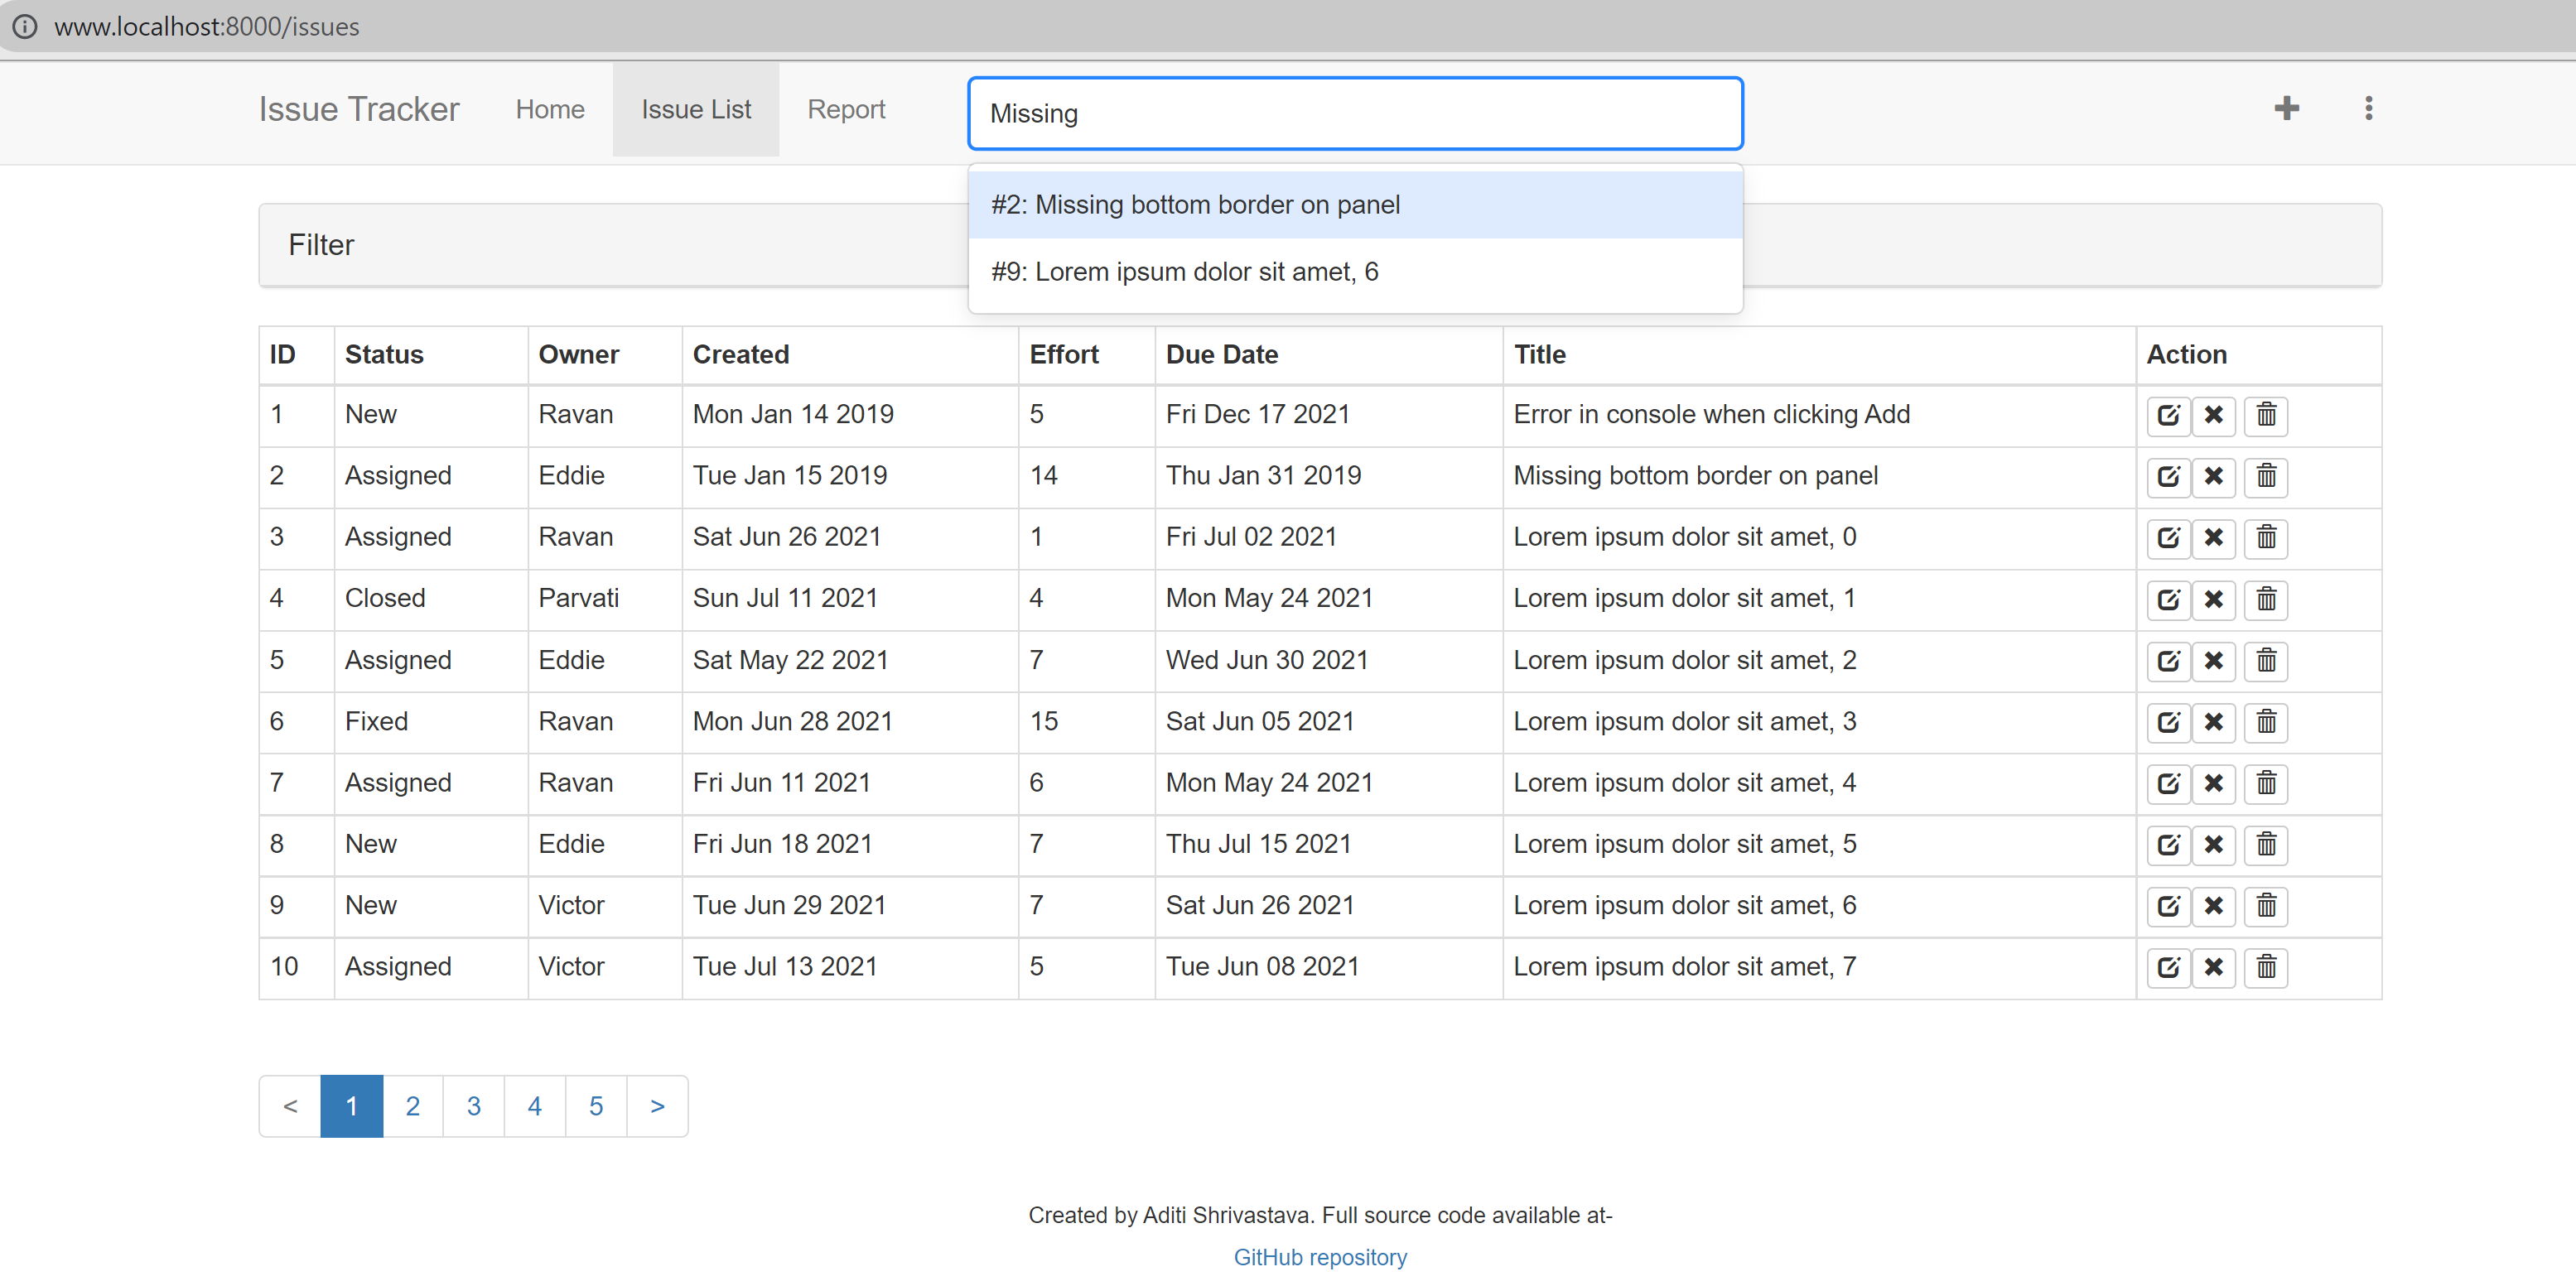 www.localhost:8000/issues
Issue Tracker Home Issue List Report Missing
#2: Missing bottom border on panel
Filter
#9: Lorem ipsum dolor sit amet, 6
ID Status Owner Created Effort Due Date Title Action
1 New Ravan Mon Jan 14 2019 5 Fri Dec 17 2021 Error in console when clicking Add
2 Assigned Eddie Tue Jan 15 2019 14 Thu Jan 31 2019 Missing bottom border on panel
3 Assigned Ravan Sat Jun 26 2021 1 Fri Jul 02 2021 Lorem ipsum dolor sit amet, 0
4 Closed Parvati Sun Jul 11 2021 4 Mon May 24 2021 Lorem ipsum dolor sit amet, 1
5 Assigned Eddie Sat May 22 2021 7 Wed Jun 30 2021 Lorem ipsum dolor sit amet, 2
6 Fixed Ravan Mon Jun 28 2021 15 Sat Jun 05 2021 Lorem ipsum dolor sit amet, 3
7 Assigned Ravan Fri Jun 11 2021 6 Mon May 24 2021 Lorem ipsum dolor sit amet, 4
8 New Eddie Fri Jun 18 2021 7 Thu Jul 15 2021 Lorem ipsum dolor sit amet, 5
9 New Victor Tue Jun 29 2021 7 Sat Jun 26 2021 Lorem ipsum dolor sit amet, 6
10 Assigned Victor Tue Jul 13 2021 5 Tue Jun 08 2021 Lorem ipsum dolor sit amet, 7
< 1 2 3 4 5 >
Created by Aditi Shrivastava. Full source code available at-
GitHub repository